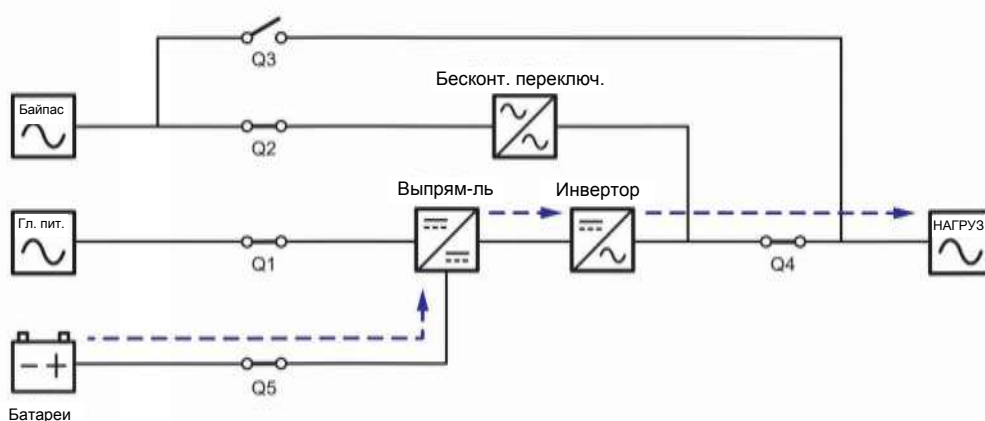 Q3
Бесконт. переключ.
Байпас
Q2
Выпрям-ль
Инвертор
Гл. пит.
НАГРУЗ
Q1
Q4
Q5
Батареи